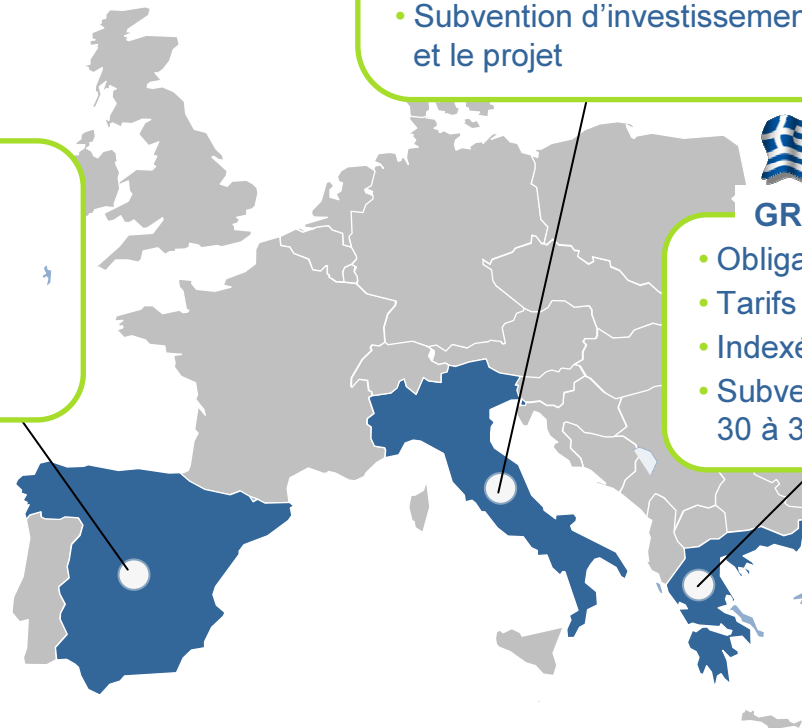 • Subvention d’investissemen
et le projet
GR
• Obliga
• Tarifs
• Indexé
• Subve
30 à 3